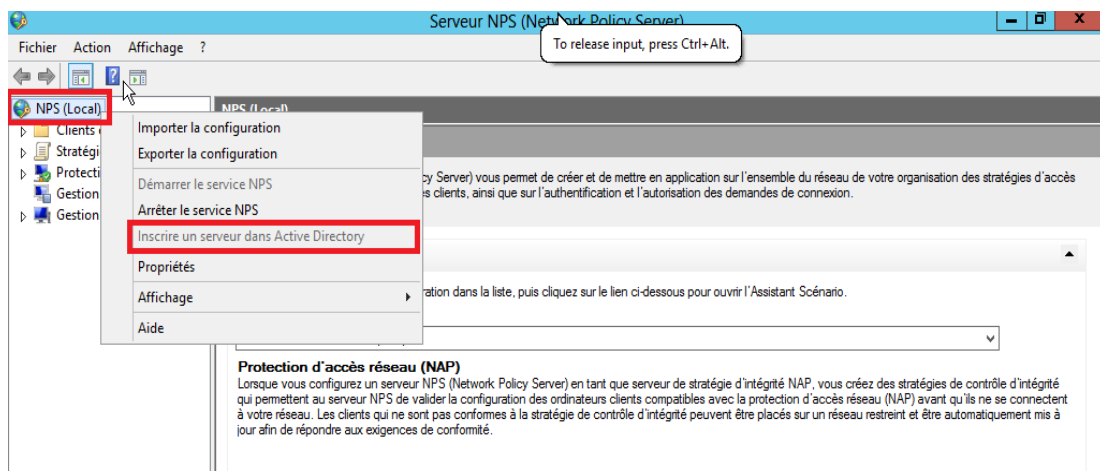 Serveur NPS (Network Policy Server)
To release input, press Ctrl+Alt.
Fichier Action Affichage ?
NPS (Local)
NPS (Local)
Clients
Stratégi
Protecti
Gestion
Gestion
Importer la configuration
Exporter la configuration
Démarrer le service NPS
Arrêter le service NPS
Inscrire un serveur dans Active Directory
Propriétés
Affichage
Aide
cy Server) vous permet de créer et de mettre en application sur l'ensemble du réseau de votre organisation des stratégies d'accès
s clients, ainsi que sur l'authentification et l'autorisation des demandes de connexion.
ration dans la liste, puis cliquez sur le lien ci-dessous pour ouvrir l'Assistant Scénario.
Protection d'accès réseau (NAP)
Lorsque vous configurez un serveur NPS (Network Policy Server) en tant que serveur de stratégie d'intégrité NAP, vous créez des stratégies de contrôle d'intégrité
qui permettent au serveur NPS de valider la configuration des ordinateurs clients compatibles avec la protection d'accès réseau (NAP) avant qu'ils ne se connectent
à votre réseau. Les clients qui ne sont pas conformes à la stratégie de contrôle d'intégrité peuvent être placés sur un réseau restreint et être automatiquement mis à
jour afin de répondre aux exigences de conformité.